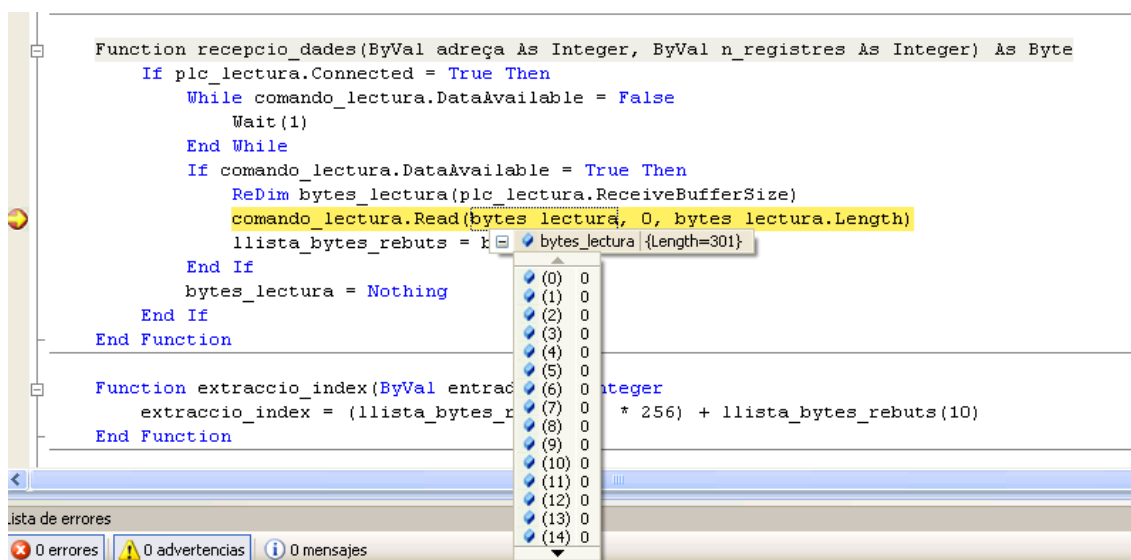 Function recepcio_dades(ByVal adreça As Integer, ByVal n_registres As Integer) As Byte
If plc_lectura.Connected = True Then
While comando_lectura.DataAvailable = False
Wait(1)
End While
If comando_lectura.DataAvailable = True Then
ReDim bytes_lectura(plc_lectura.ReceiveBufferSize)
comando_lectura.Read(bytes_lectura, 0, bytes_lectura.Length)
llista_bytes_rebuts = b
bytes_lectura {Length=301}
End If
bytes_lectura = Nothing
End If
End Function
Function extraccio_index(ByVal entrad nteger
extraccio_index = (llista_bytes_r * 256) + llista_bytes_rebuts(10)
End Function
(0) 0
(1) 0
(2) 0
(3) 0
(4) 0
(5) 0
(6) 0
(7) 0
(8) 0
(9) 0
(10) 0
(11) 0
(12) 0
(13) 0
(14) 0
ista de errores
0 errores 0 advertencias 0 mensajes